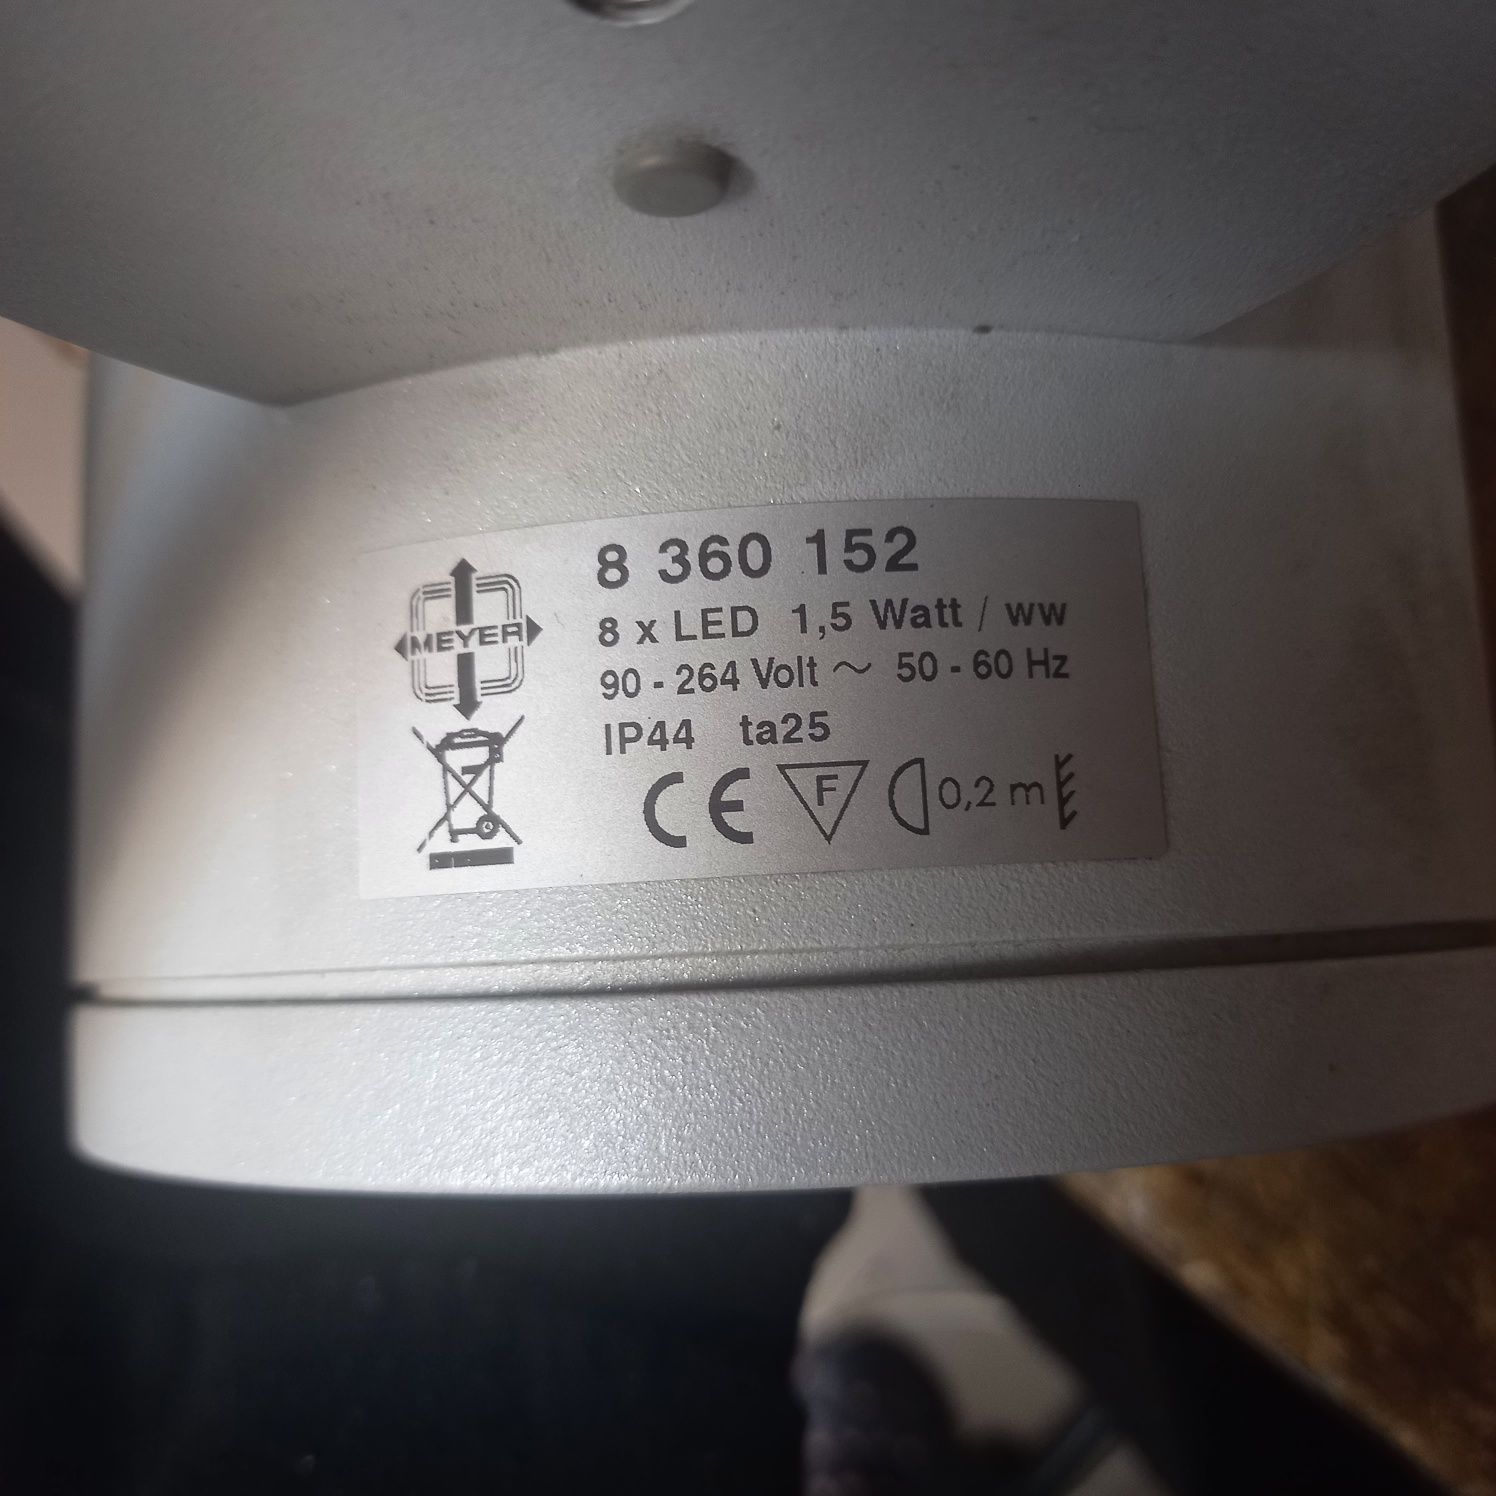 8 360 152
MEYER
8 x LED 1,5 Watt / ww
90 - 264 Volt ~ 50 - 60 Hz
IP44 ta25
CE F 0,2 m